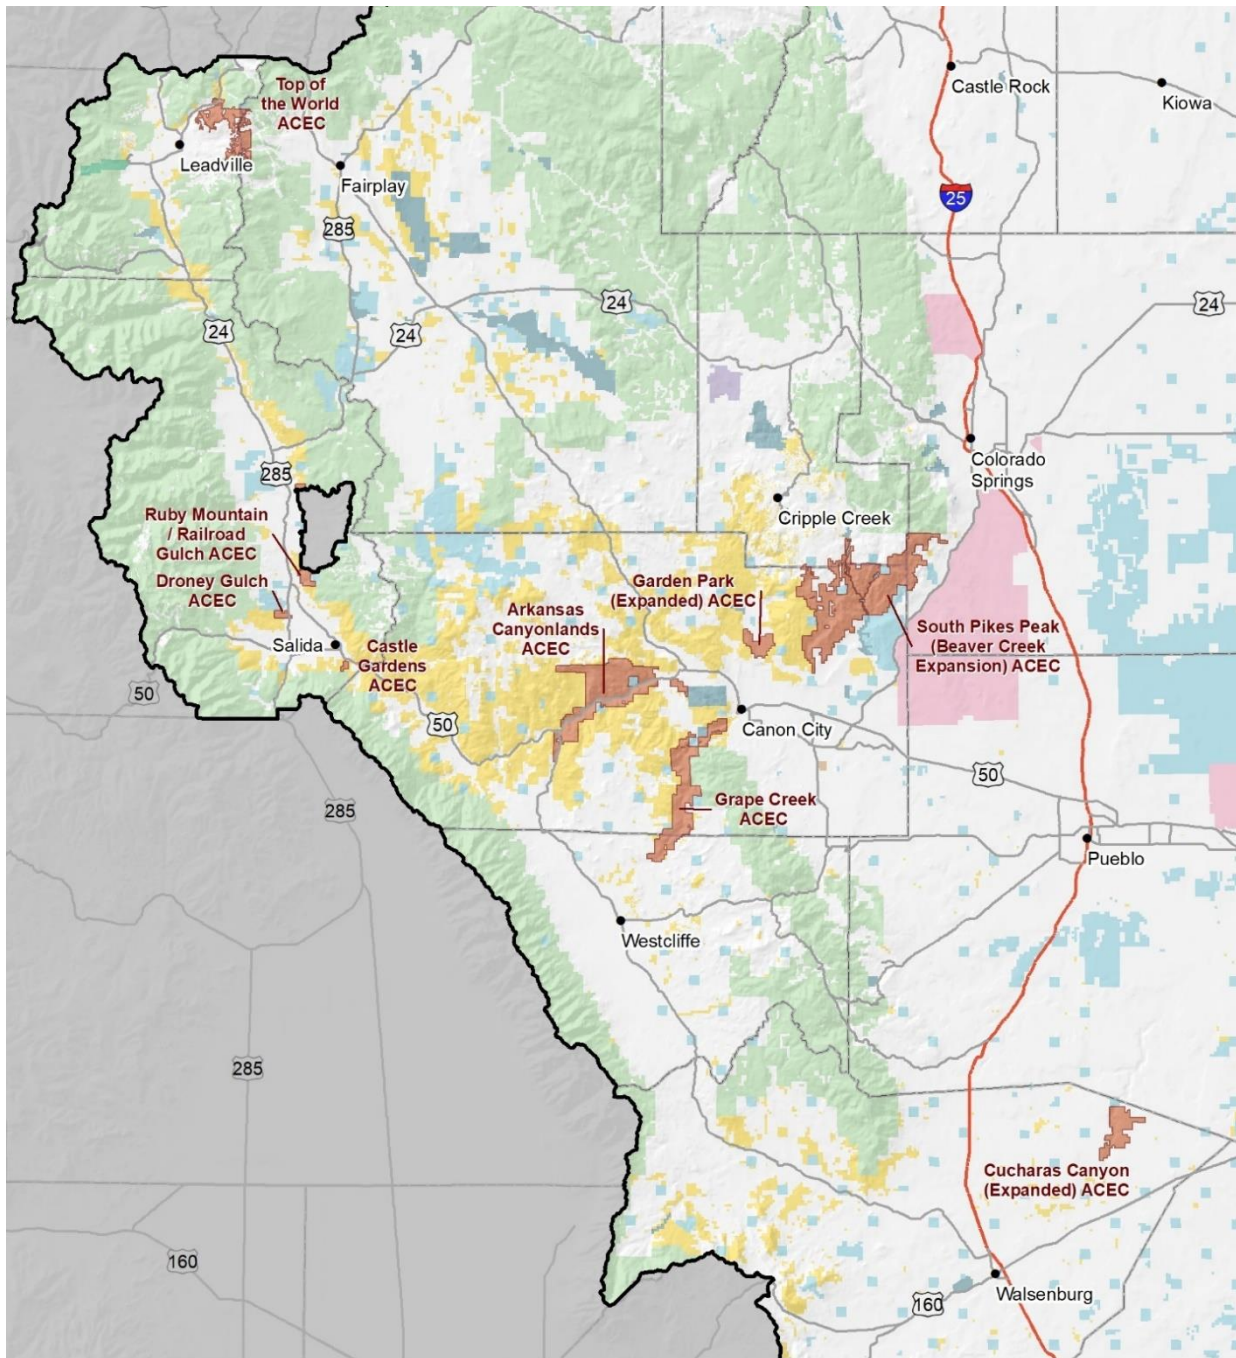 Top of
the World
ACEC
Castle Rock
Kiowa
Leadville
Fairplay
285
25
24
24
24
24
285
Colorado
Springs
Cripple Creek
Ruby Mountain
/ Railroad
Gulch ACEC
Droney Gulch
ACEC
Garden Park
(Expanded) ACEC
Arkansas
Canyonlands
ACEC
South Pikes Peak
(Beaver Creek
Expansion) ACEC
Salida
Castle
Gardens
ACEC
50
50
Canon City
50
Grape Creek
ACEC
285
Pueblo
Westcliffe
285
Cucharas Canyon
(Expanded) ACEC
160
Walsenburg
160